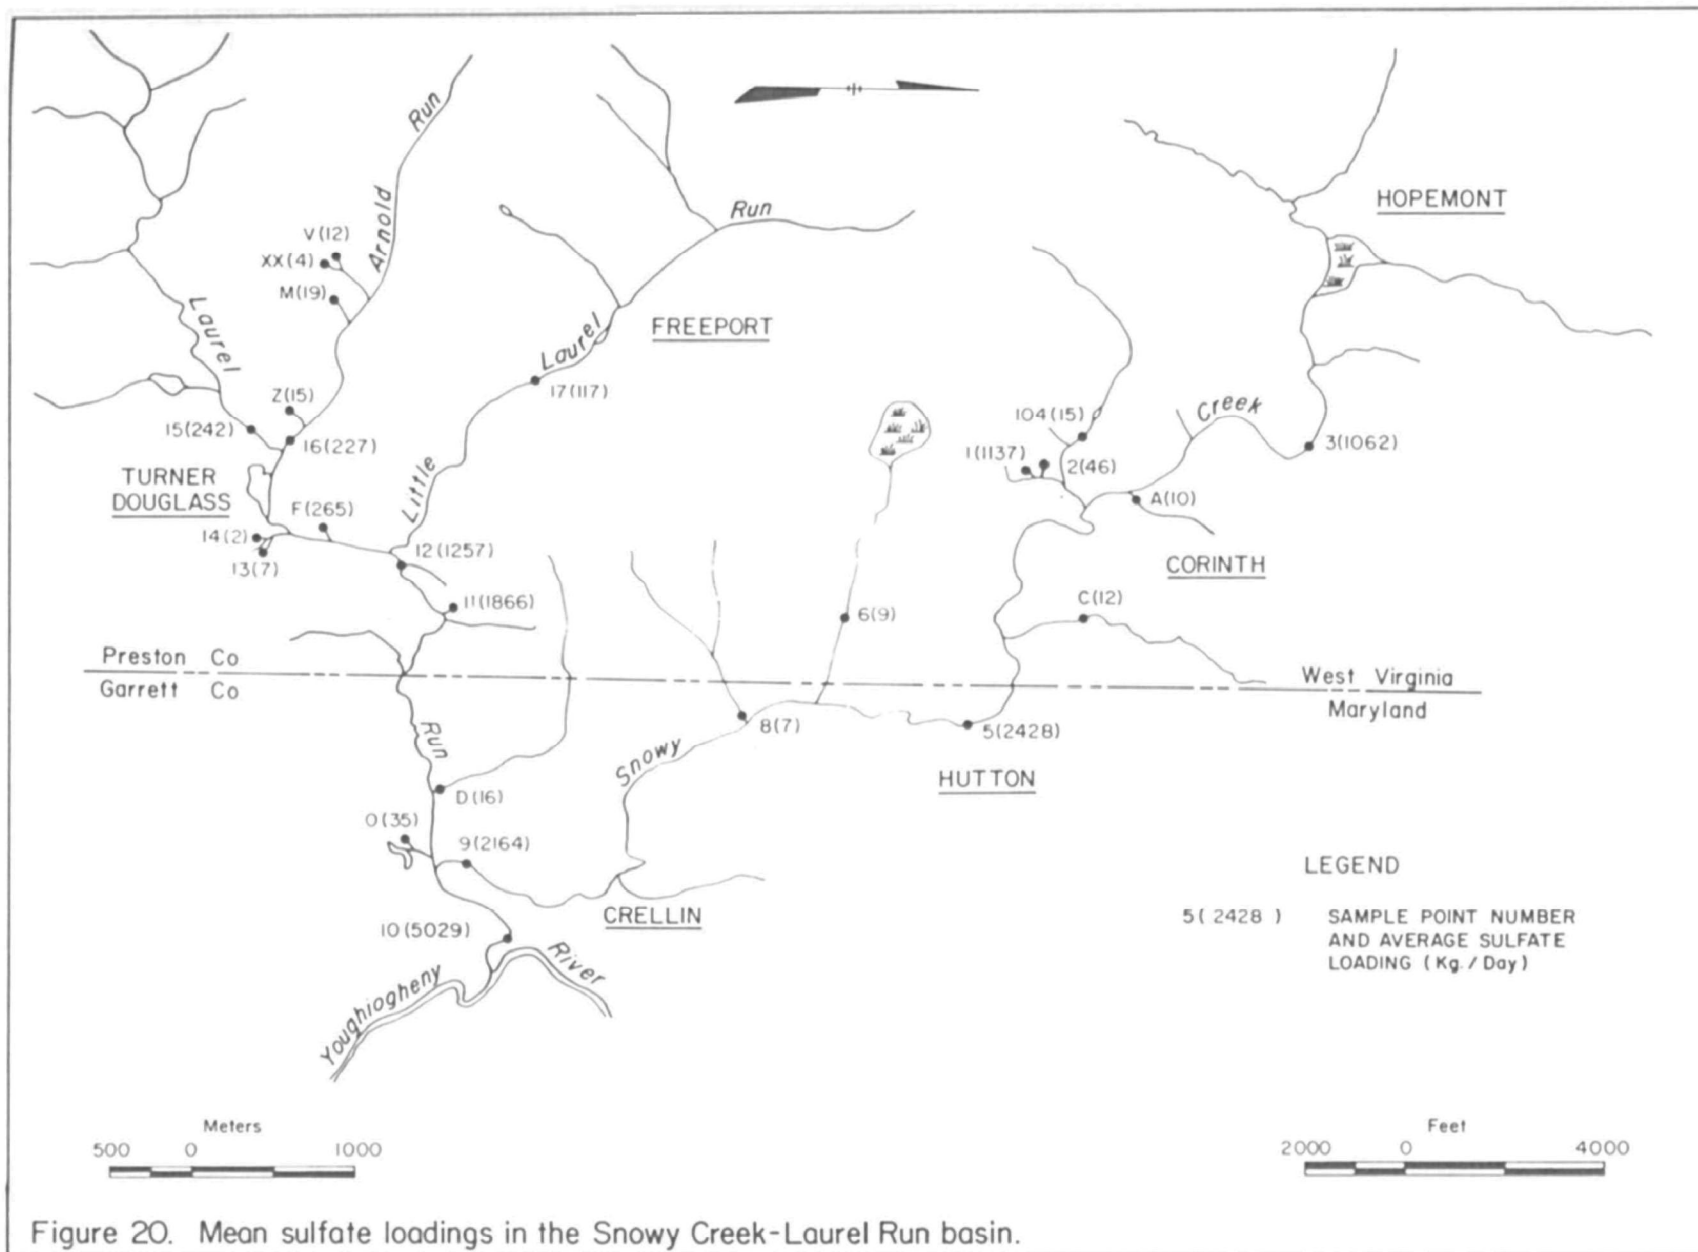 Run
Arnold
HOPEMONT
Run
V(12)
XX(4)
M(19)
Laurel
FREEPORT
Laurel
17(117)
Z(15)
15(242)
16(227)
104(15)
Creek
3(1062)
1(1137)
2(46)
TURNER
DOUGLASS
Little
A(10)
F(265)
14(2)
13(7)
12(1257)
CORINTH
11(1866)
6(9)
C(12)
Preston Co
Garrett Co
West Virginia
Maryland
8(7)
5(2428)
Run
Snowy
HUTTON
D(16)
O(35)
9(2164)
CRELLIN
10(5029)
Youghiogheny
River
LEGEND
5(2428) SAMPLE POINT NUMBER
AND AVERAGE SULFATE
LOADING (Kg./Day)
Meters
500 0 1000
Feet
2000 0 4000
Figure 20. Mean sulfate loadings in the Snowy Creek-Laurel Run basin.